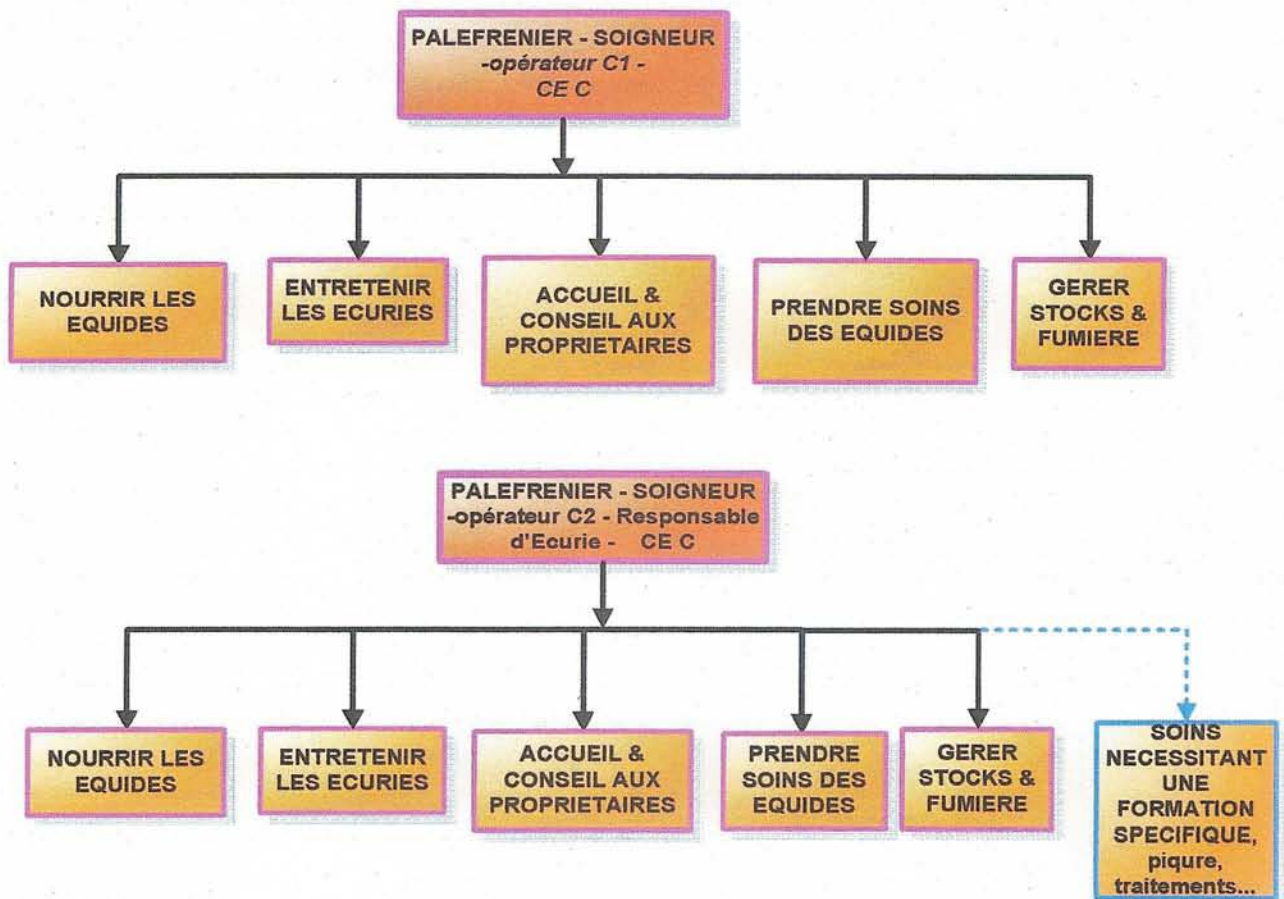 PALEFRENIER - SOIGNEUR
-opérateur C1 -
CE C
NOURRIR LES
EQUIDES
ENTRETENIR
LES ECURIES
ACCUEIL &
CONSEIL AUX
PROPRIETAIRES
PRENDRE SOINS
DES EQUIDES
GERER
STOCKS &
FUMIERE
PALEFRENIER - SOIGNEUR
-opérateur C2 - Responsable
d'Ecurie - CE C
NOURRIR LES
EQUIDES
ENTRETENIR
LES ECURIES
ACCUEIL &
CONSEIL AUX
PROPRIETAIRES
PRENDRE
SOINS DES
EQUIDES
GERER
STOCKS &
FUMIERE
SOINS
NECESSITANT
UNE
FORMATION
SPECIFIQUE,
piqure,
traitements...